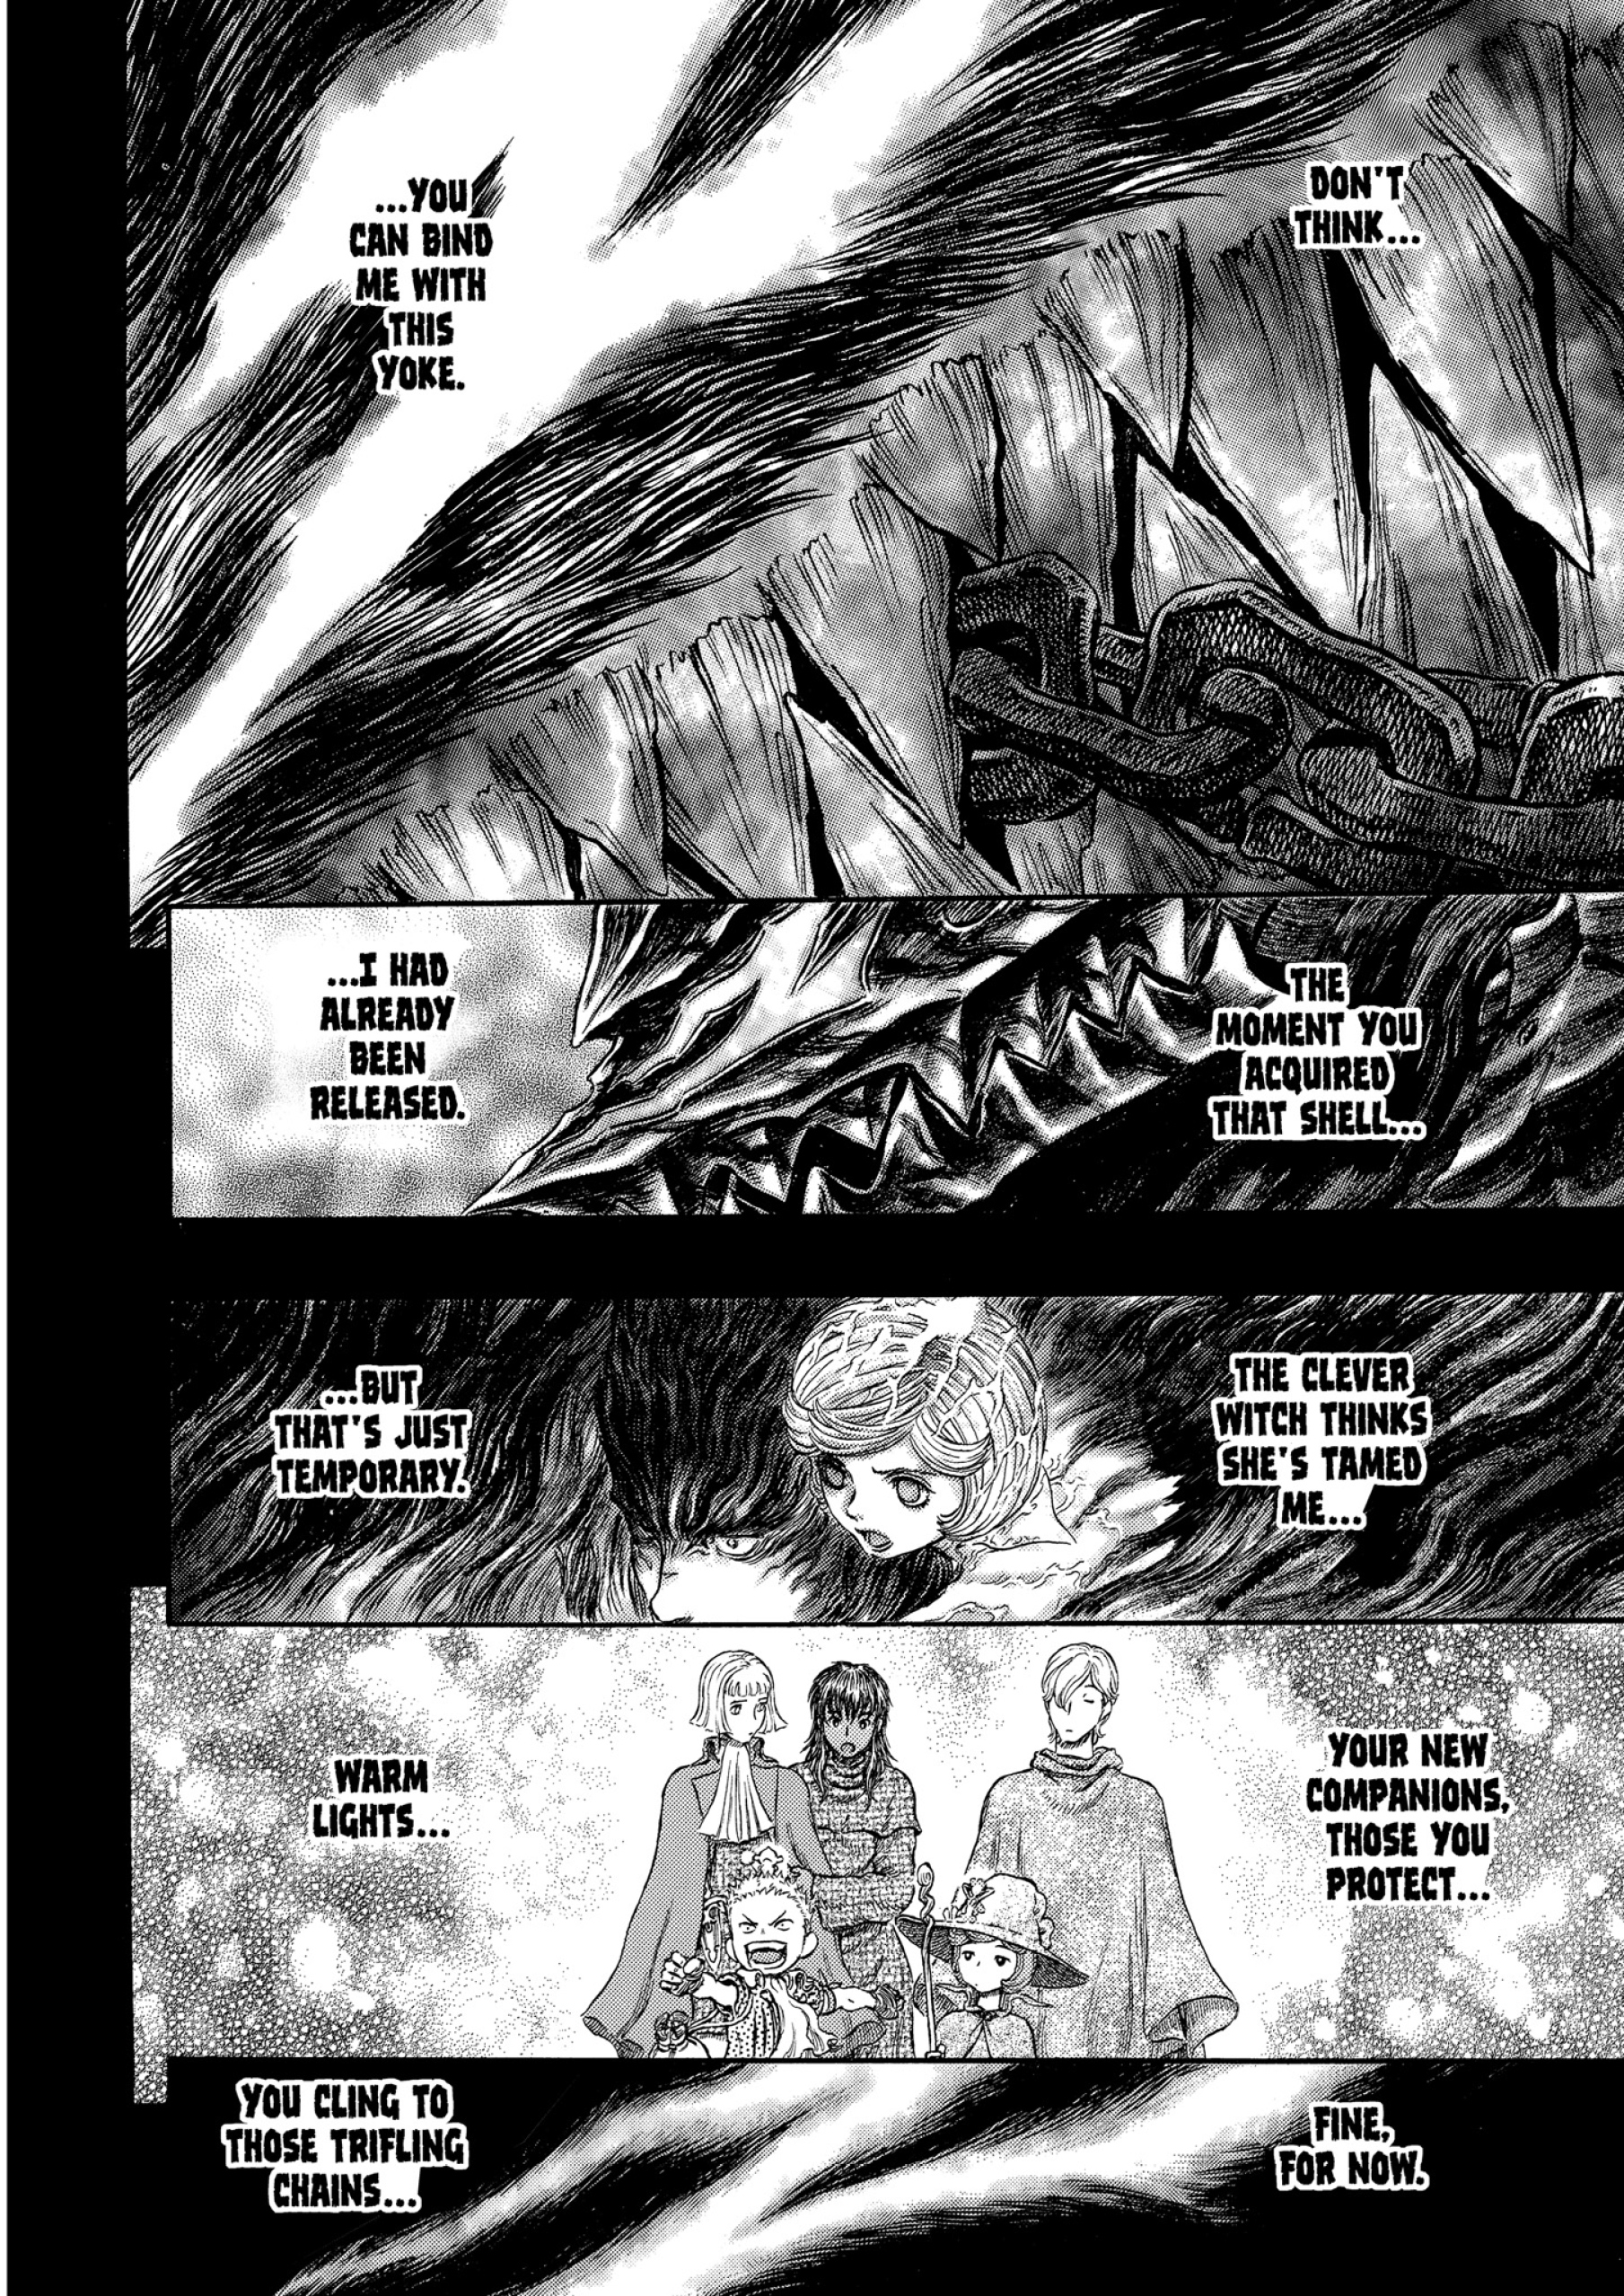 DON'T
THINK...
...YOU
CAN BIND
ME WITH
THIS
YOKE.
THE
MOMENT YOU
ACQUIRED
THAT SHELL...
...I HAD
ALREADY
BEEN
RELEASED.
THE CLEVER
WITCH THINKS
SHE'S TAMED
ME...
...BUT
THAT'S JUST
TEMPORARY.
YOUR NEW
COMPANIONS,
THOSE YOU
PROTECT...
WARM
LIGHTS...
FINE,
FOR NOW.
YOU CLING TO
THOSE TRIFLING
CHAINS...